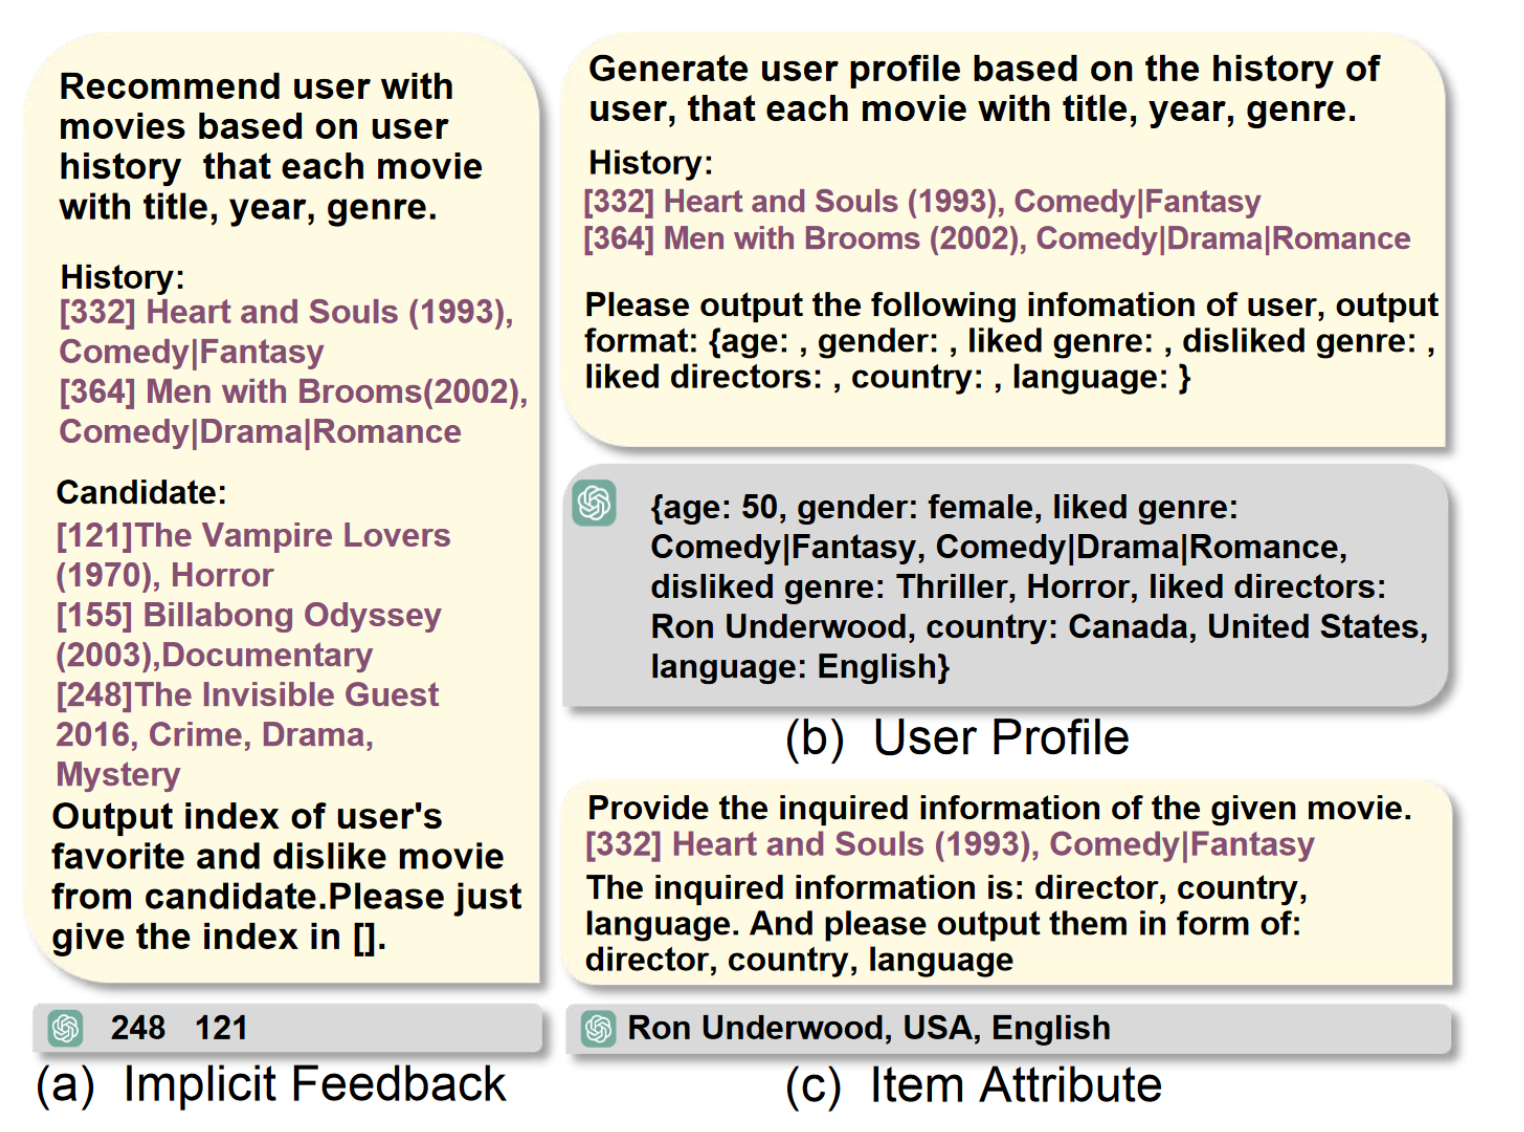 Recommend user with
movies based on user
history that each movie
with title, year, genre.
History:
[332] Heart and Souls (1993),
Comedy|Fantasy
[364] Men with Brooms(2002),
Comedy|Drama|Romance
Candidate:
[121]The Vampire Lovers
(1970), Horror
[155] Billabong Odyssey
(2003),Documentary
[248]The Invisible Guest
2016, Crime, Drama,
Mystery
Output index of user's
favorite and dislike movie
from candidate.Please just
give the index in [].
248 121
(a) Implicit Feedback
Generate user profile based on the history of
user, that each movie with title, year, genre.
History:
[332] Heart and Souls (1993), Comedy|Fantasy
[364] Men with Brooms (2002), Comedy|Drama|Romance
Please output the following infomation of user, output
format: {age: , gender: , liked genre: , disliked genre: ,
liked directors: , country: , language: }
{age: 50, gender: female, liked genre:
Comedy|Fantasy, Comedy|Drama|Romance,
disliked genre: Thriller, Horror, liked directors:
Ron Underwood, country: Canada, United States,
language: English}
(b) User Profile
Provide the inquired information of the given movie.
[332] Heart and Souls (1993), Comedy|Fantasy
The inquired information is: director, country,
language. And please output them in form of:
director, country, language
Ron Underwood, USA, English
(c) Item Attribute